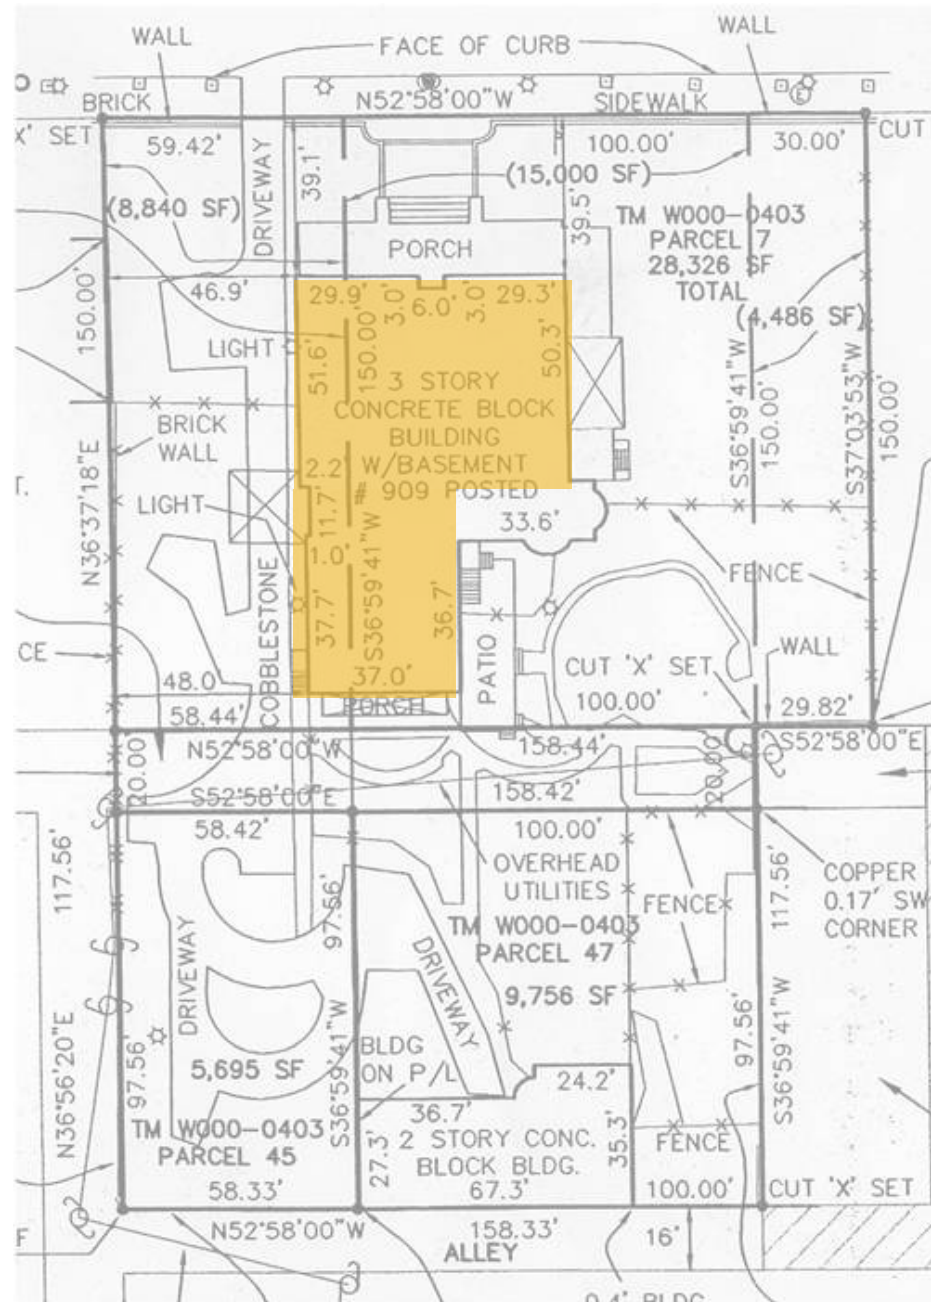 WALL
WALL
FACE OF CURB
BRICK
N52°58'00"W
SIDEWALK
E
X' SET
59.42'
DRIVEWAY
39.1'
100.00'
30.00'
CUT
(15,000 SF)
(8,840 SF)
39.5'
TM W000-0403
PARCEL 7
28,326 SF
TOTAL
PORCH
46.9'
29.9'
3.0'
6.0'
3.0'
29.3'
(4,486 SF)
150.00'
LIGHT
51.6'
150.00'
50.3'
3 STORY
CONCRETE BLOCK
BUILDING
W/BASEMENT
# 909 POSTED
S36°59'41"W
150.00'
S37°03'53"W
150.00'
BRICK
WALL
N36°37'18"E
T.
LIGHT
2.2'
11.7'
33.6'
1.0'
S36°59'41"W
COBBLESTONE
37.7'
36.7'
FENCE
CE
WALL
PATIO
CUT 'X' SET
48.0
37.0'
100.00'
PORCH
58.44'
29.82'
N52°58'00"W
158.44'
S52°58'00"E
20.00'
20.00'
S52°58'00"E
158.42'
58.42'
100.00'
OVERHEAD
UTILITIES
COPPER
0.17' SW
CORNER
117.56'
97.56'
FENCE
117.56'
TM W000-0403
PARCEL 47
9,756 SF
DRIVEWAY
DRIVEWAY
N36°56'20"E
97.56'
5,695 SF
S36°59'41"W
BLDG
ON P/L
97.56'
S36°59'41"W
24.2'
36.7'
TM W000-0403
PARCEL 45
27.3'
2 STORY CONC.
BLOCK BLDG.
35.3'
FENCE
58.33'
67.3'
100.00'
CUT 'X' SET
F
N52°58'00"W
158.33'
16'
ALLEY
0.4' BLDG